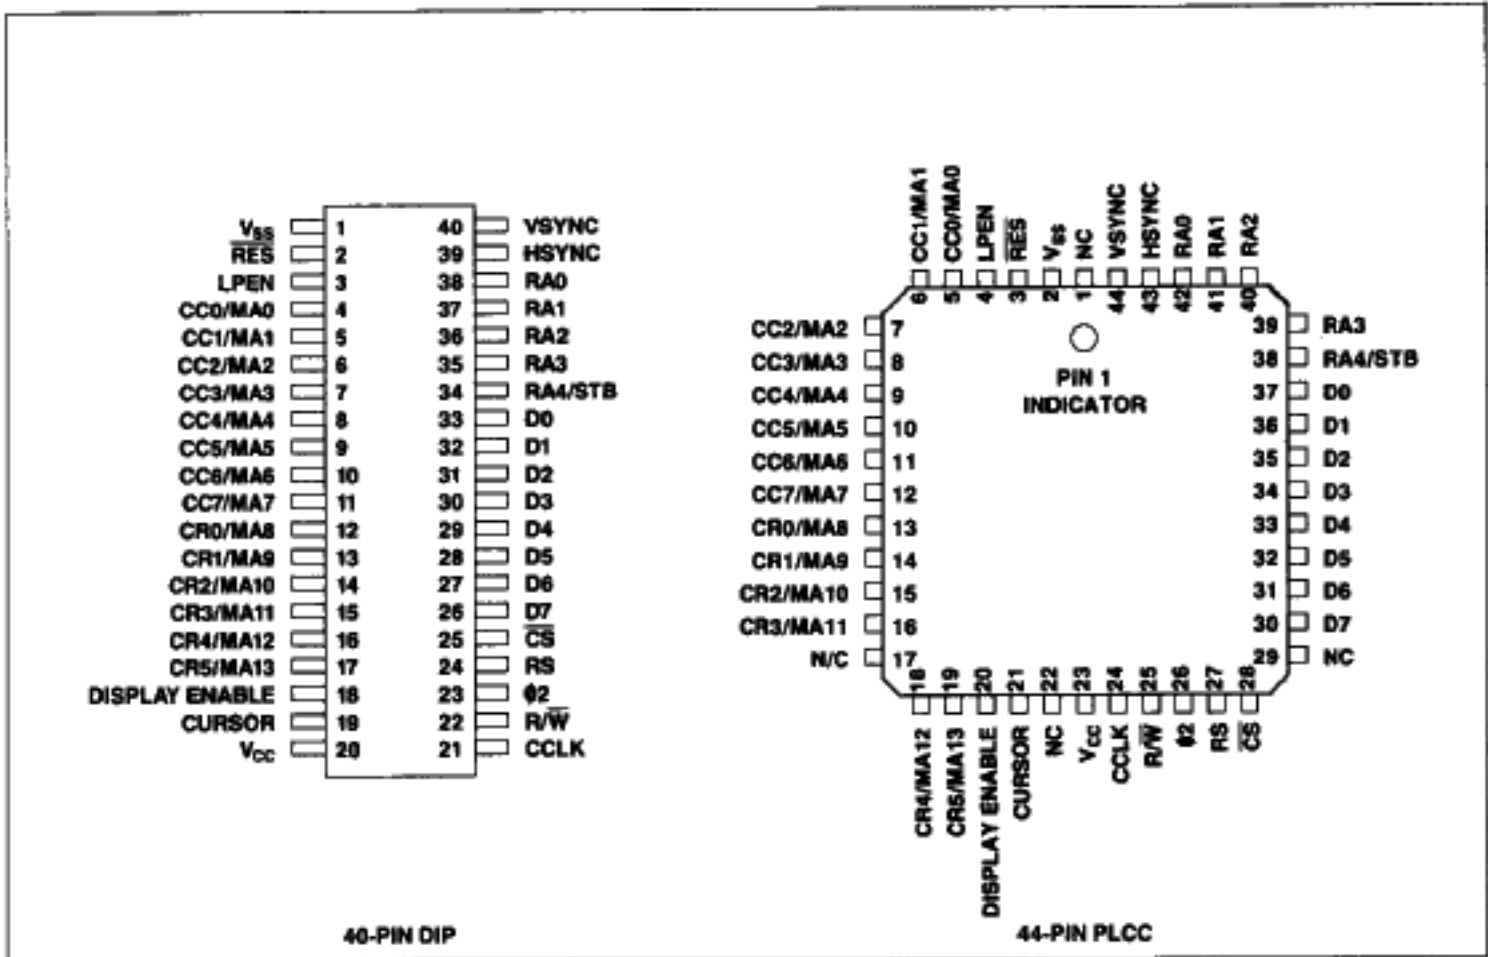 V_SS 1 40 VSYNC
R̅E̅S̅ 2 39 HSYNC
LPEN 3 38 RA0
CC0/MA0 4 37 RA1
CC1/MA1 5 36 RA2
CC2/MA2 6 35 RA3
CC3/MA3 7 34 RA4/STB
CC4/MA4 8 33 D0
CC5/MA5 9 32 D1
CC6/MA6 10 31 D2
CC7/MA7 11 30 D3
CR0/MA8 12 29 D4
CR1/MA9 13 28 D5
CR2/MA10 14 27 D6
CR3/MA11 15 26 D7
CR4/MA12 16 25 C̅S̅
CR5/MA13 17 24 RS
DISPLAY ENABLE 18 23 ϕ2
CURSOR 19 22 R/W̅
V_CC 20 21 CCLK
40-PIN DIP
CC1/MA1 CC0/MA0 LPEN R̅E̅S̅ V_SS NC VSYNC HSYNC RA0 RA1 RA2
6 5 4 3 2 1 44 43 42 41 40
CC2/MA2 7 39 RA3
CC3/MA3 8 38 RA4/STB
PIN 1
INDICATOR
CC4/MA4 9 37 D0
CC5/MA5 10 36 D1
CC6/MA6 11 35 D2
CC7/MA7 12 34 D3
CR0/MA8 13 33 D4
CR1/MA9 14 32 D5
CR2/MA10 15 31 D6
CR3/MA11 16 30 D7
N/C 17 29 NC
18 19 20 21 22 23 24 25 26 27 28
CR4/MA12 CR5/MA13 DISPLAY ENABLE CURSOR NC V_CC CCLK R/W̅ ϕ2 RS C̅S̅
44-PIN PLCC